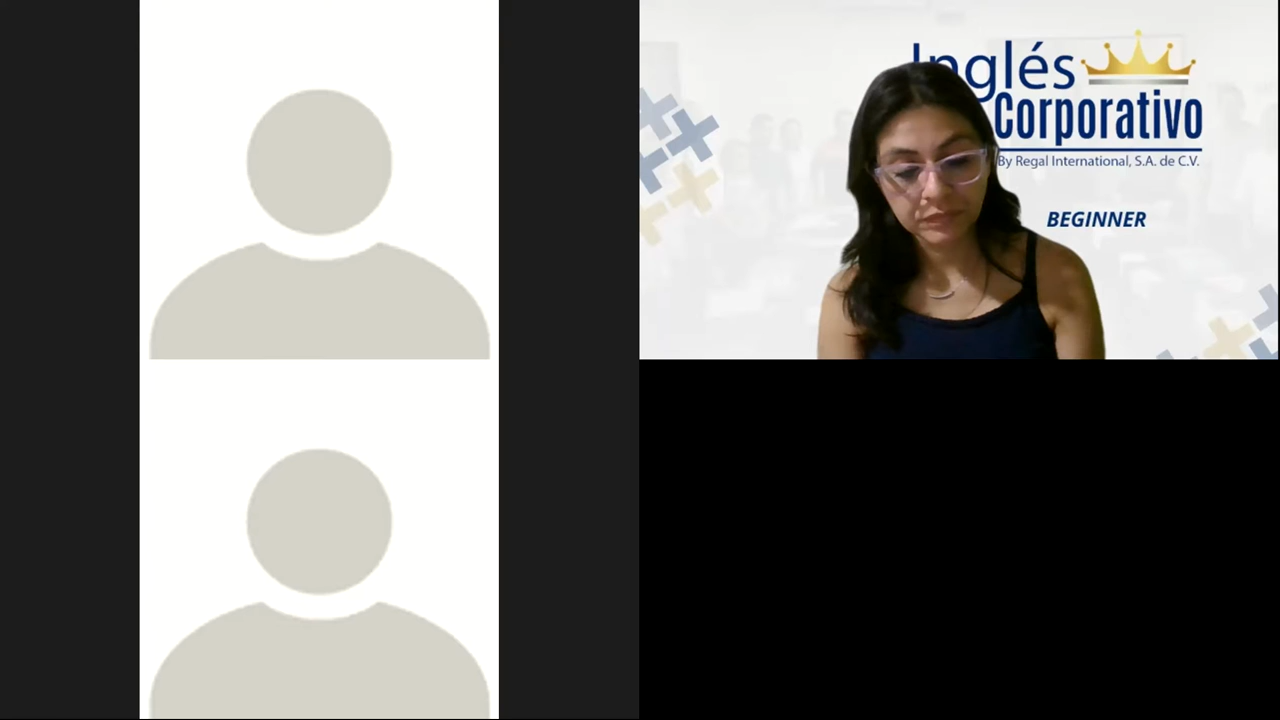 Inglés
Corporativo
By Regal International, S.A. de C.V.
BEGINNER